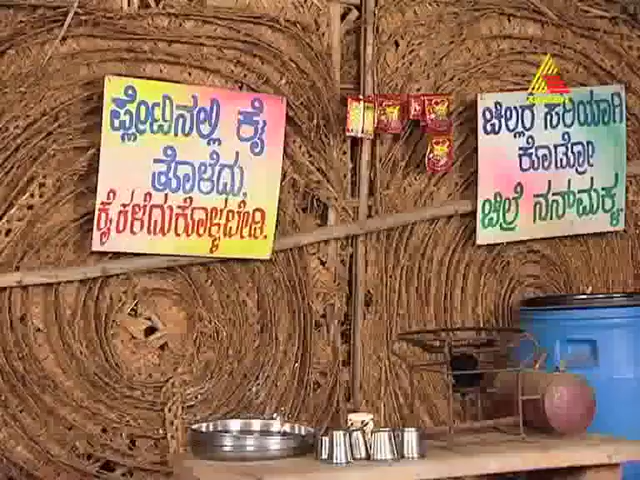 ಪ್ಲೇಟಿನಲ್ಲಿ ಕೈ
ತೊಳೆದು,
ಕೈಕಳೆದುಕೊಳ್ಳಬೇಡಿ.
ಚಿಲ್ಲರೆ ಸರಿಯಾಗಿ
ಕೊಡ್ರೋ
ಚಿಲ್ರೆ ನನ್‌ಮಕ್ಳ